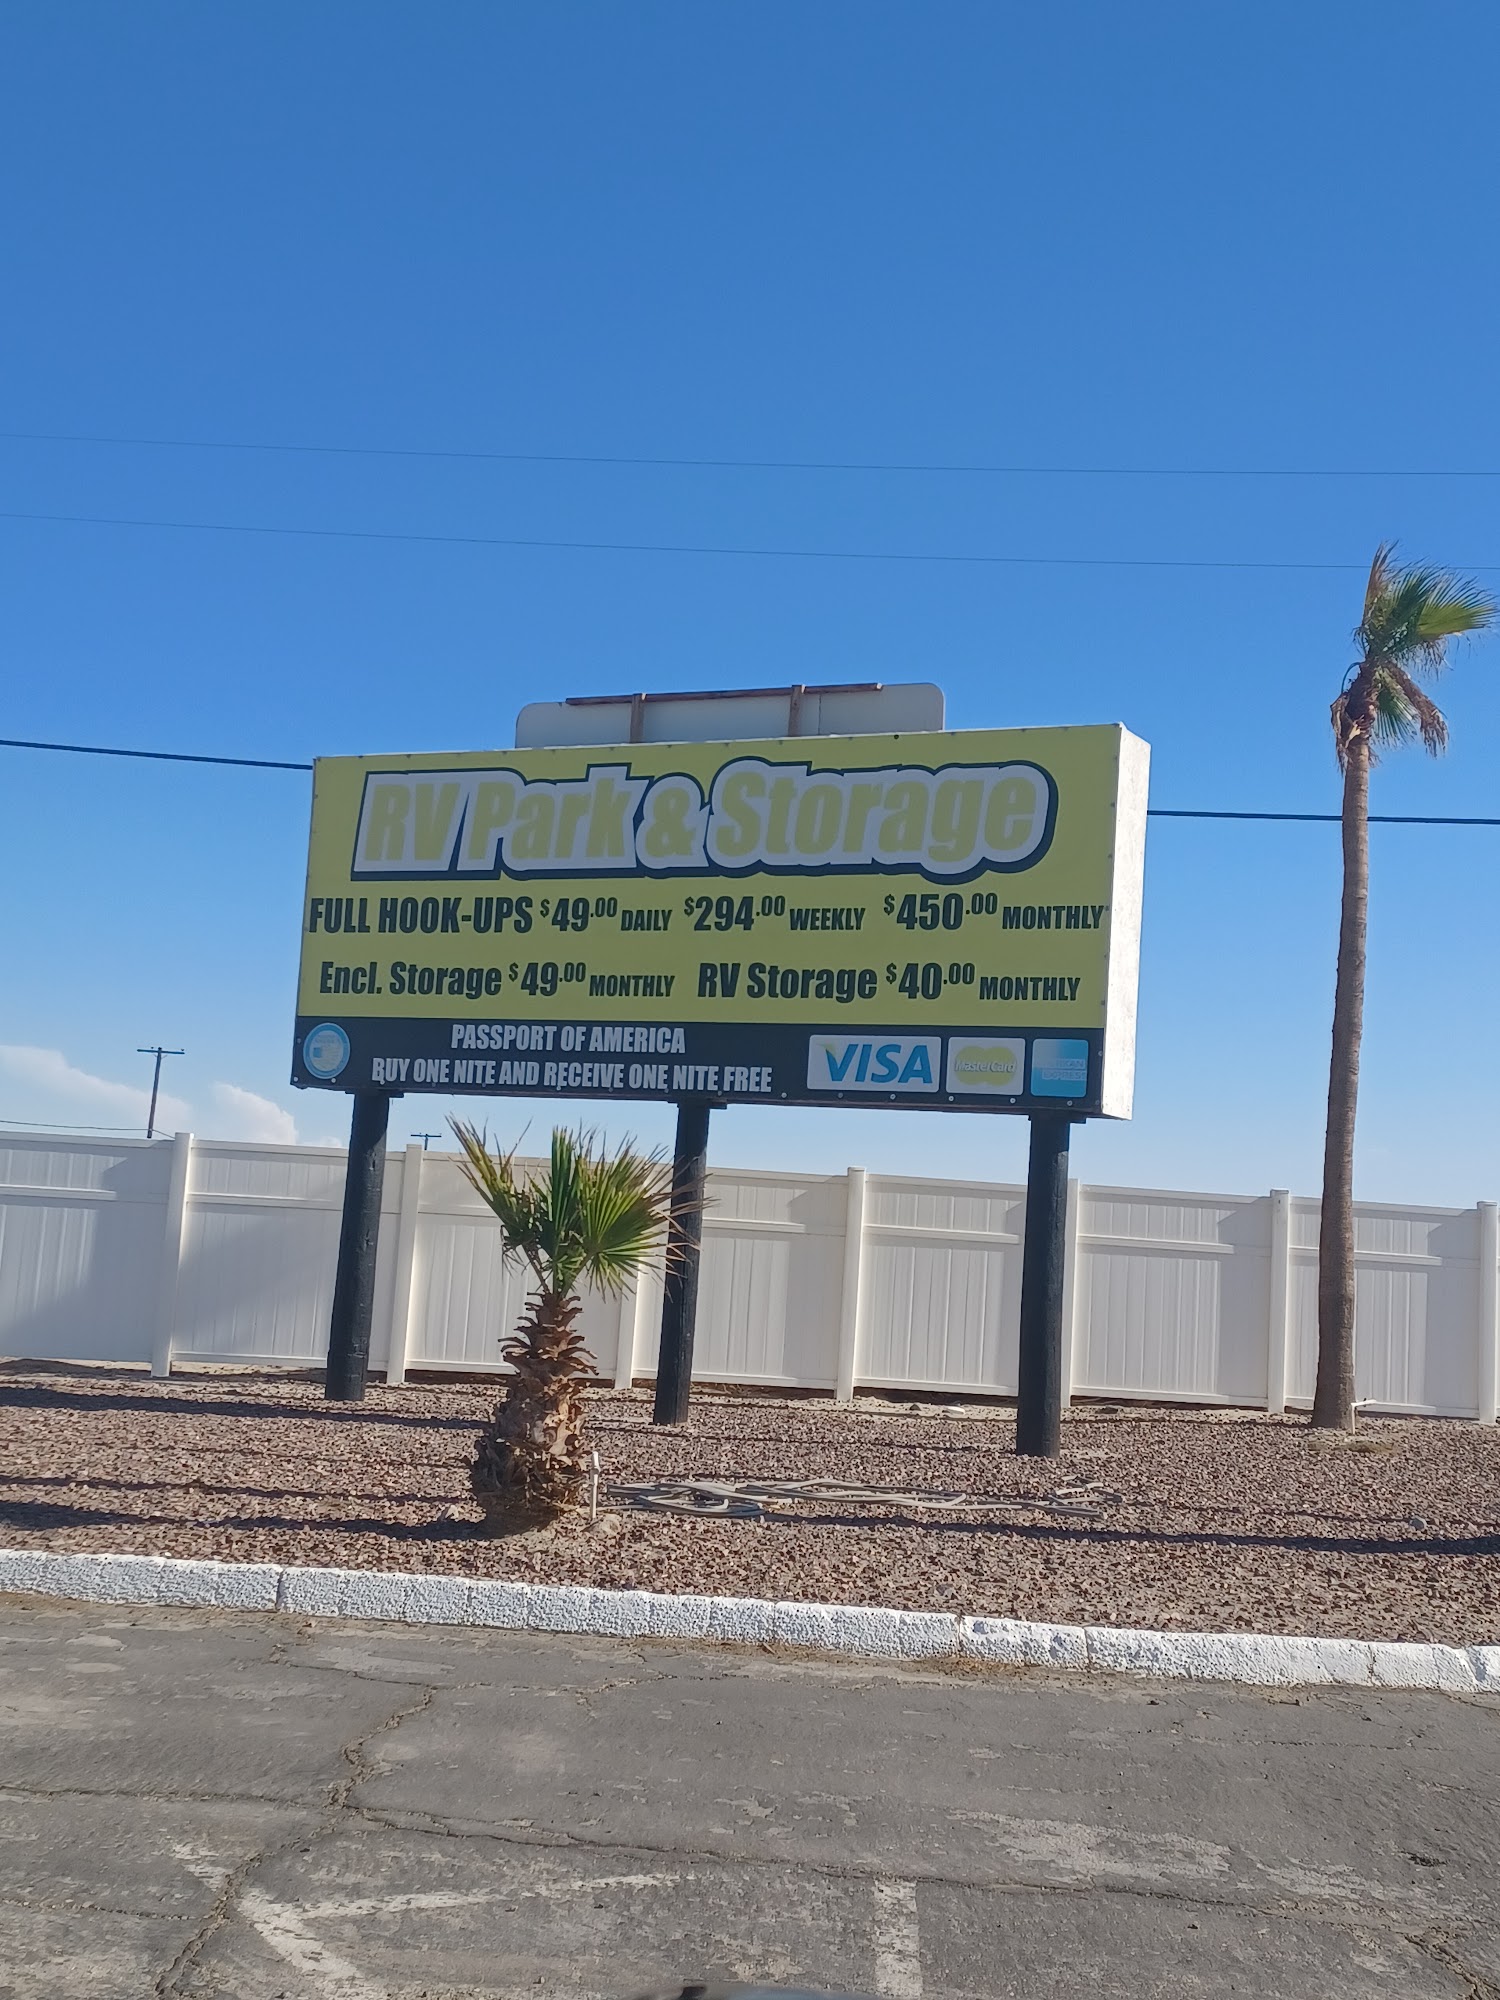 RV Park & Storage
FULL HOOK-UPS $49.00 DAILY $294.00 WEEKLY $450.00 MONTHLY*
Encl. Storage $49.00 MONTHLY RV Storage $40.00 MONTHLY
PASSPORT OF AMERICA
BUY ONE NITE AND RECEIVE ONE NITE FREE
VISA MasterCard AMERICAN EXPRESS